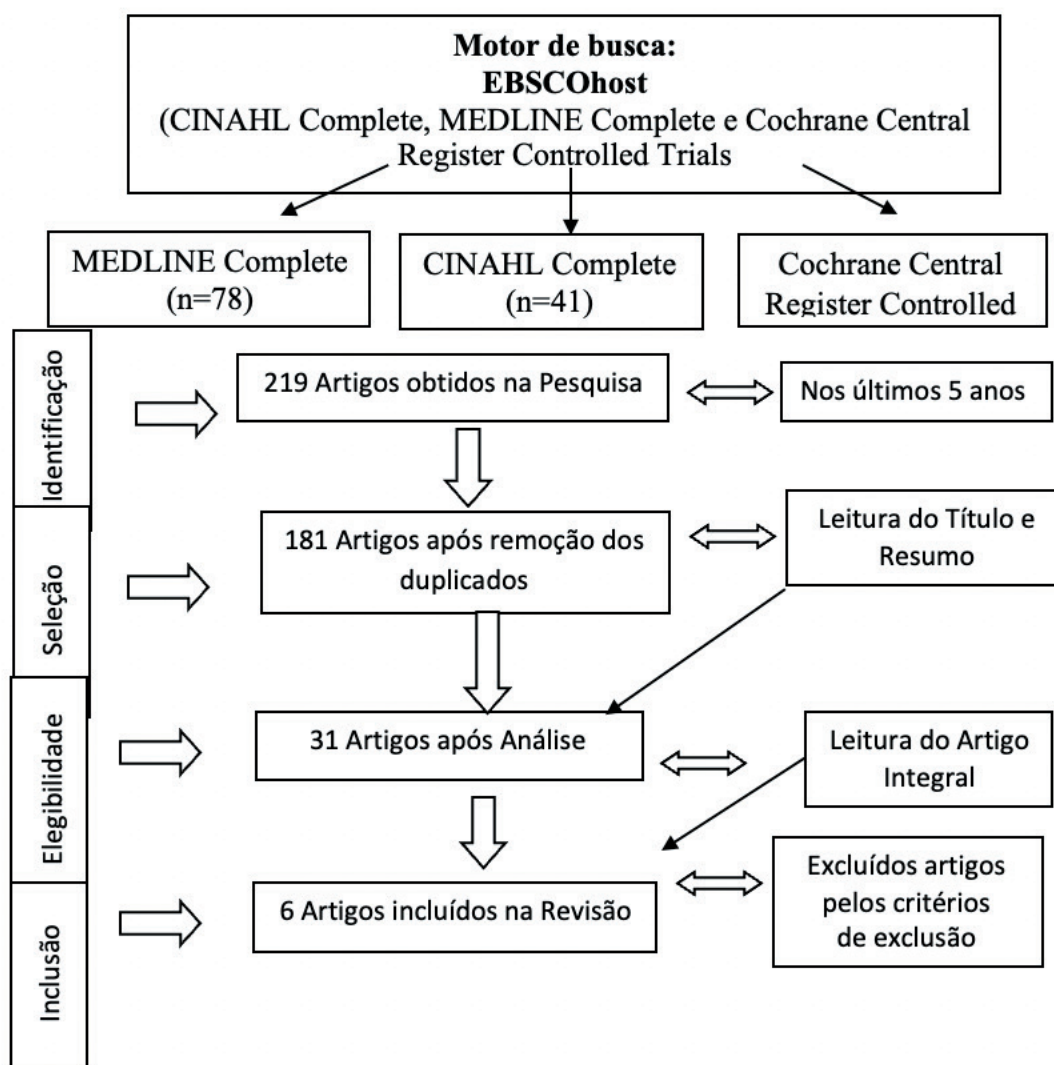 Motor de busca:
EBSCOhost
(CINAHL Complete, MEDLINE Complete e Cochrane Central
Register Controlled Trials
MEDLINE Complete
(n=78)
CINAHL Complete
(n=41)
Cochrane Central
Register Controlled
Identificação
219 Artigos obtidos na Pesquisa
Nos últimos 5 anos
Seleção
181 Artigos após remoção dos
duplicados
Leitura do Título e
Resumo
Elegibilidade
31 Artigos após Análise
Leitura do Artigo
Integral
Inclusão
6 Artigos incluídos na Revisão
Excluídos artigos
pelos critérios
de exclusão